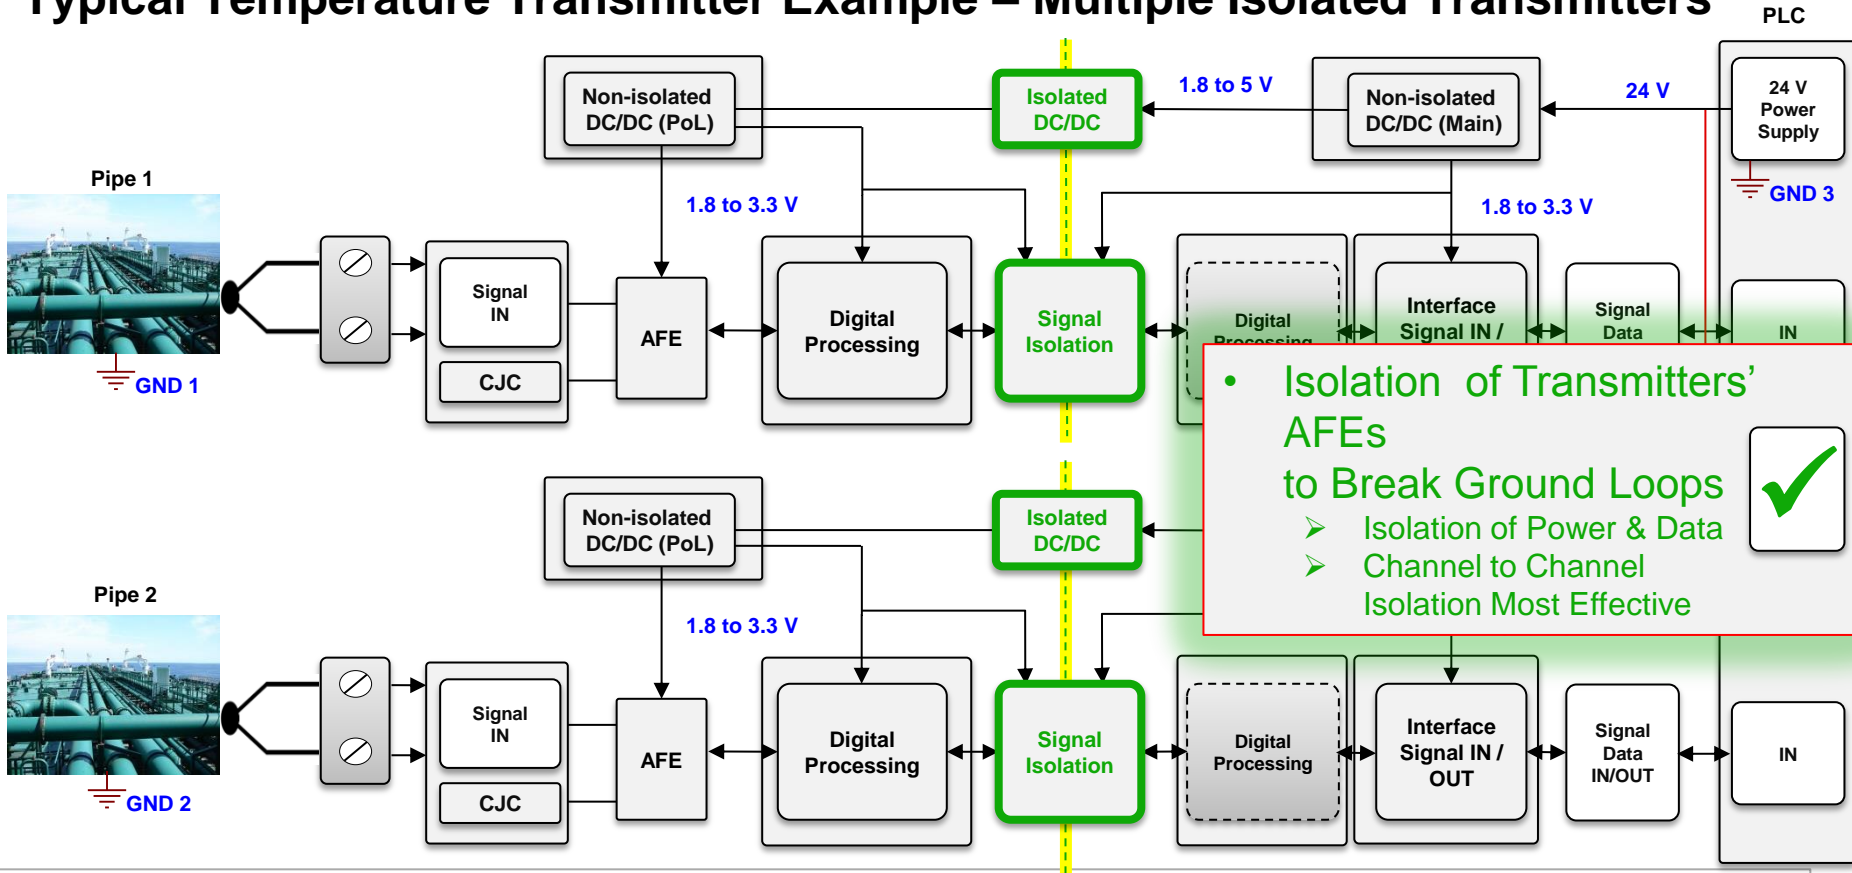 Typical Temperature Transmitter Example – Multiple Isolated Transmitters
PLC
Non-isolated
DC/DC (PoL)
Isolated
DC/DC
1.8 to 5 V
Non-isolated
DC/DC (Main)
24 V
24 V
Power
Supply
GND 3
Pipe 1
1.8 to 3.3 V
1.8 to 3.3 V
Signal
IN
CJC
AFE
Digital
Processing
Signal
Isolation
Digital
Processing
Interface
Signal IN /
Signal
Data
IN
GND 1
• Isolation of Transmitters’
AFEs
to Break Ground Loops
➢ Isolation of Power & Data
➢ Channel to Channel
Isolation Most Effective
Non-isolated
DC/DC (PoL)
Isolated
DC/DC
Pipe 2
1.8 to 3.3 V
Signal
IN
CJC
AFE
Digital
Processing
Signal
Isolation
Digital
Processing
Interface
Signal IN /
OUT
Signal
Data
IN/OUT
IN
GND 2